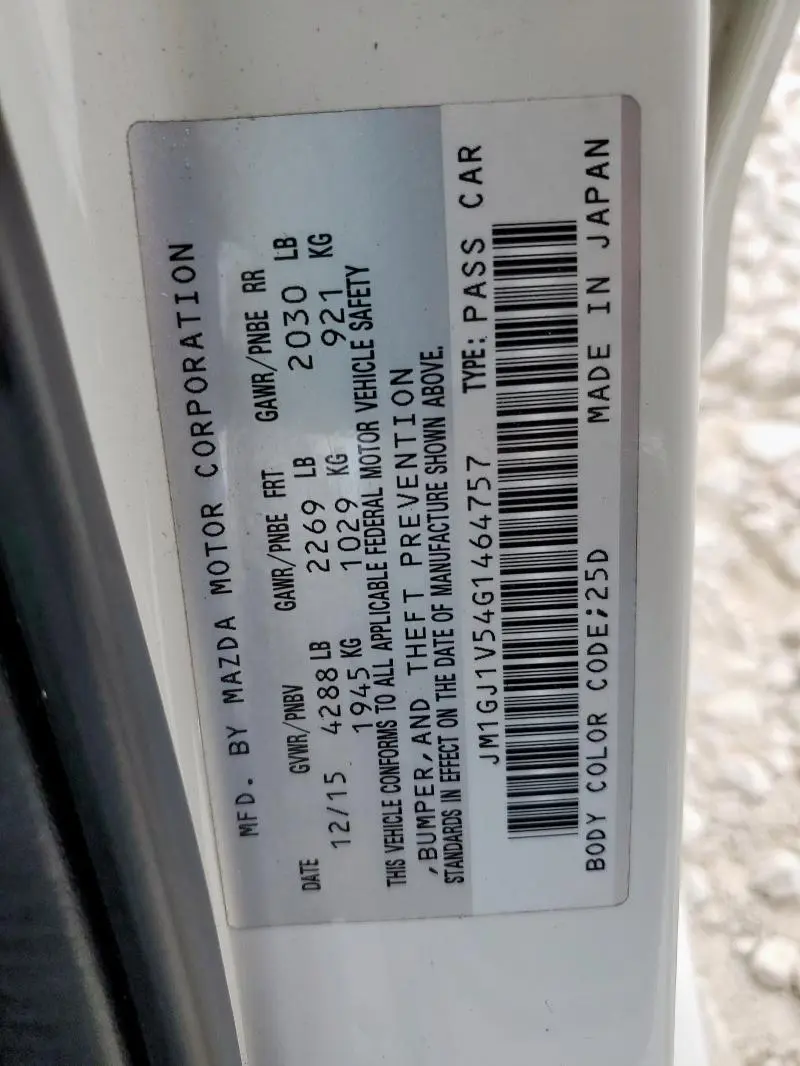 MFD. BY MAZDA MOTOR CORPORATION
DATE GVWR/PNBV GAWR/PNBE FRT GAWR/PNBE RR
12/15 4288 LB 2269 LB 2030 LB
1945 KG 1029 KG 921 KG
THIS VEHICLE CONFORMS TO ALL APPLICABLE FEDERAL MOTOR VEHICLE SAFETY
,BUMPER,AND THEFT PREVENTION
STANDARDS IN EFFECT ON THE DATE OF MANUFACTURE SHOWN ABOVE.
JM1GJ1V54G1464757 TYPE: PASS CAR
BODY COLOR CODE;25D MADE IN JAPAN